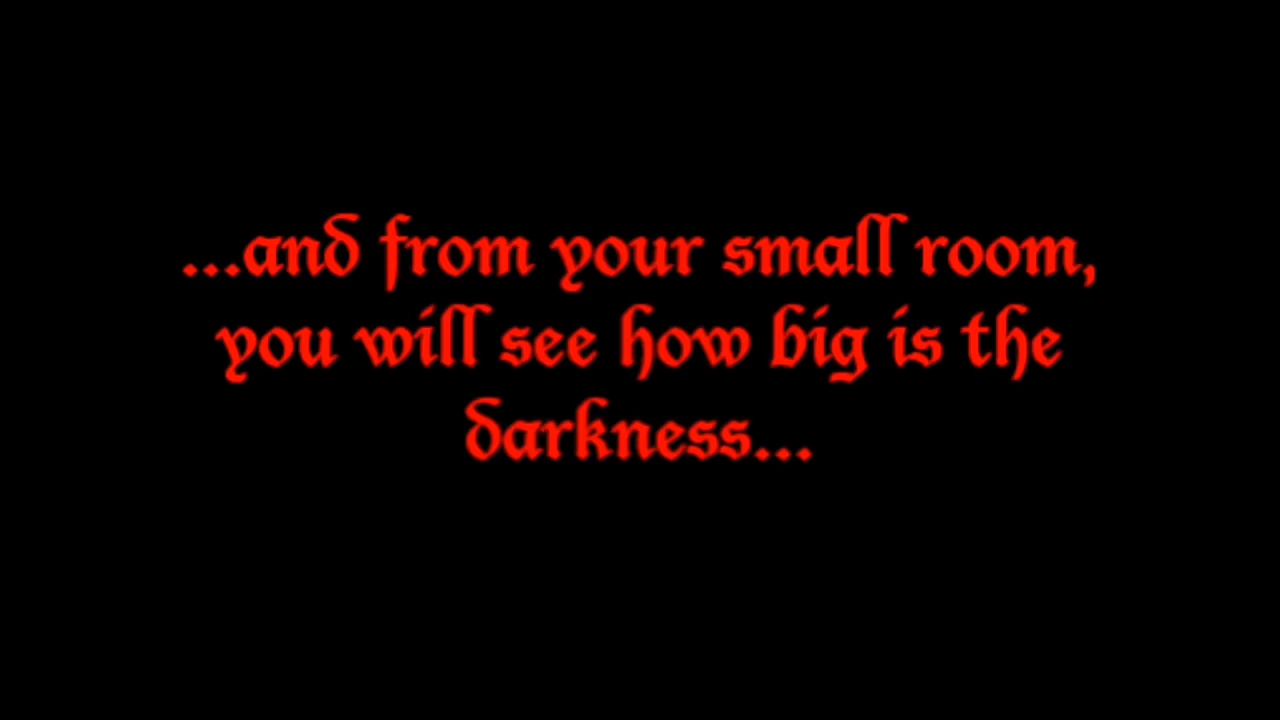 ...and from your small room,
you will see how big is the
darkness...